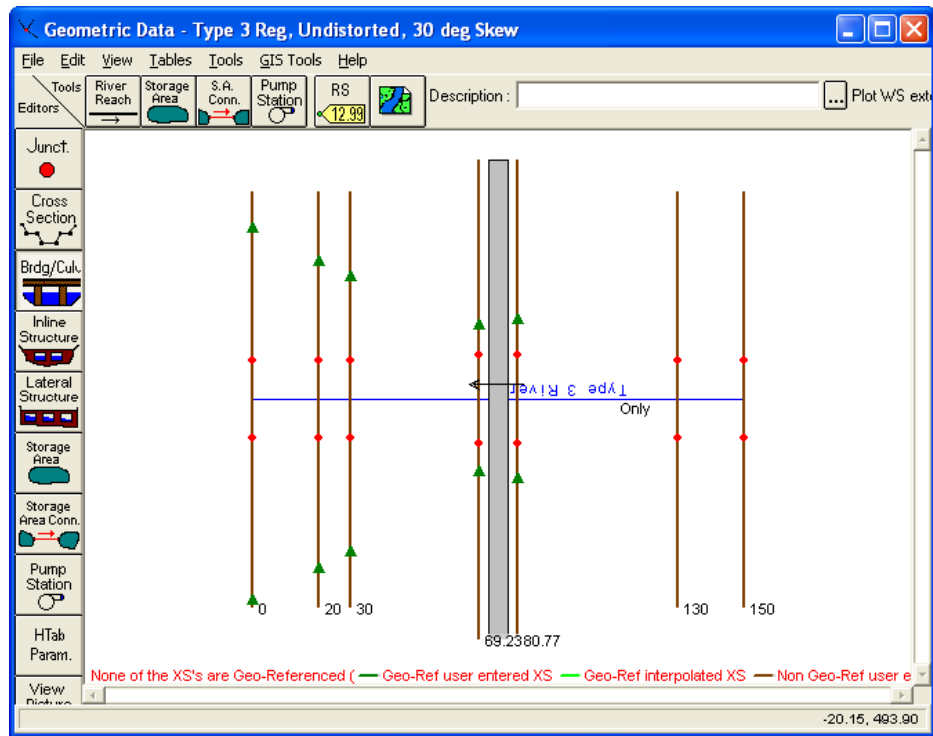 Geometric Data - Type 3 Reg, Undistorted, 30 deg Skew
File Edit View Tables Tools GIS Tools Help
Tools
Editors
River
Reach
Storage
Area
S.A.
Conn.
Pump
Station
RS
12.99
Description :
...
Plot WS exte
Junct.
Cross
Section
Brdg/Culv
Inline
Structure
Lateral
Structure
Storage
Area
Storage
Area Conn.
Pump
Station
HTab
Param.
View
Picture
Type 3 River
Only
0 20 30 130 150
69.2380.77
None of the XS's are Geo-Referenced ( Geo-Ref user entered XS Geo-Ref interpolated XS Non Geo-Ref user e
-20.15, 493.90